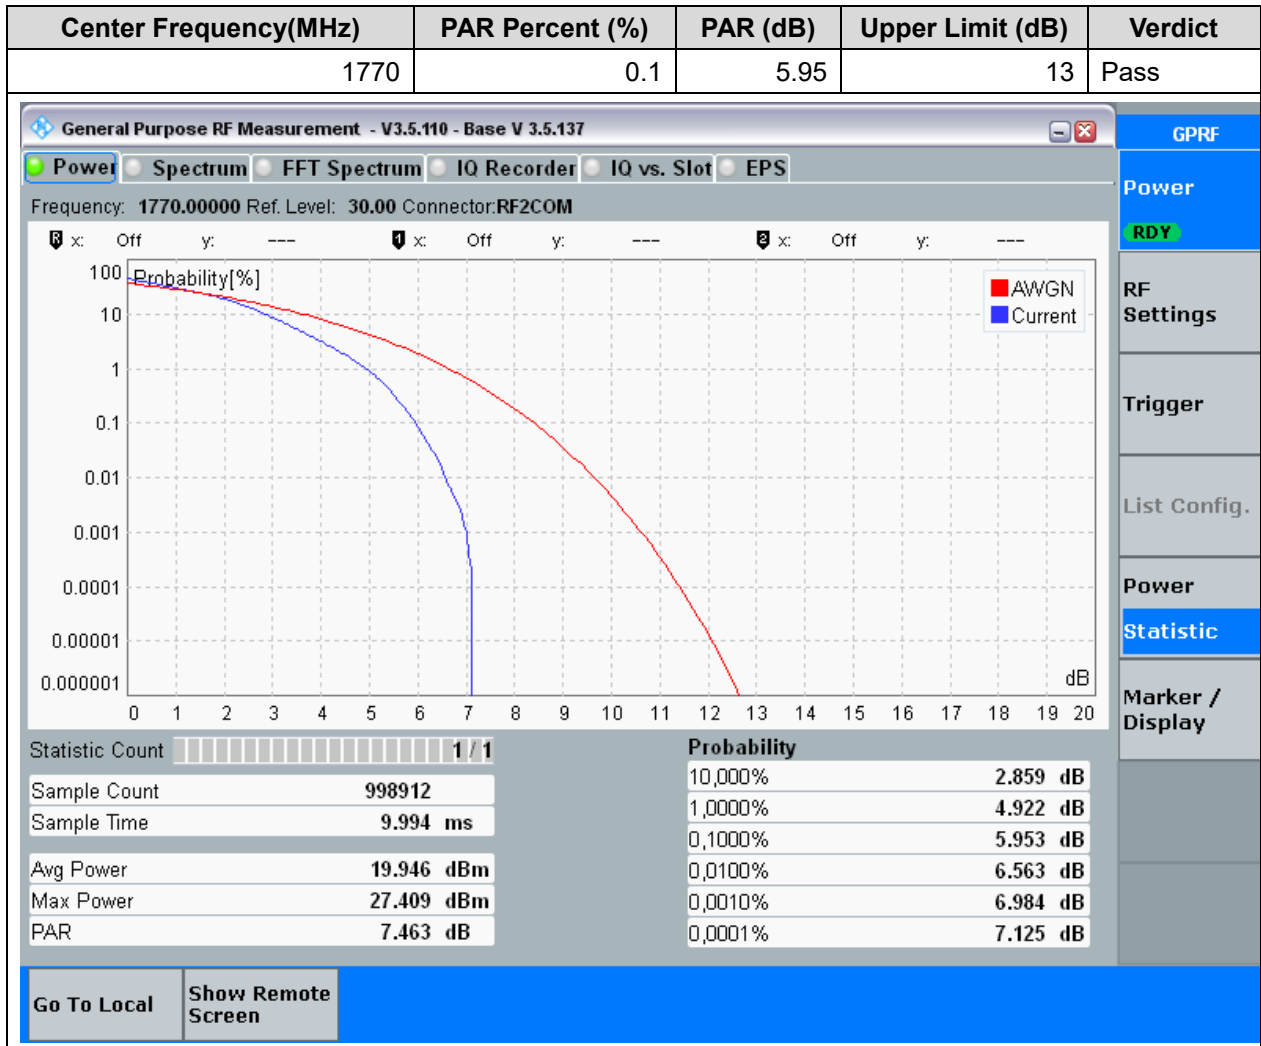 Center Frequency(MHz) PAR Percent (%) PAR (dB) Upper Limit (dB) Verdict
1770 0.1 5.95 13 Pass
General Purpose RF Measurement - V3.5.110 - Base V 3.5.137
GPRF
Power Spectrum FFT Spectrum IQ Recorder IQ vs. Slot EPS
Power
RDY
Frequency: 1770.00000 Ref. Level: 30.00 Connector:RF2COM
R x: Off y: --- 1 x: Off y: --- 2 x: Off y: ---
Probability[%]
AWGN
Current
100
10
1
0.1
0.01
0.001
0.0001
0.00001
0.000001
dB
0 1 2 3 4 5 6 7 8 9 10 11 12 13 14 15 16 17 18 19 20
RF
Settings
Trigger
List Config.
Power
Statistic
Marker /
Display
Statistic Count 1 / 1
Sample Count 998912
Sample Time 9.994 ms
Avg Power 19.946 dBm
Max Power 27.409 dBm
PAR 7.463 dB
Probability
10,000% 2.859 dB
1,0000% 4.922 dB
0,1000% 5.953 dB
0,0100% 6.563 dB
0,0010% 6.984 dB
0,0001% 7.125 dB
Go To Local
Show Remote
Screen